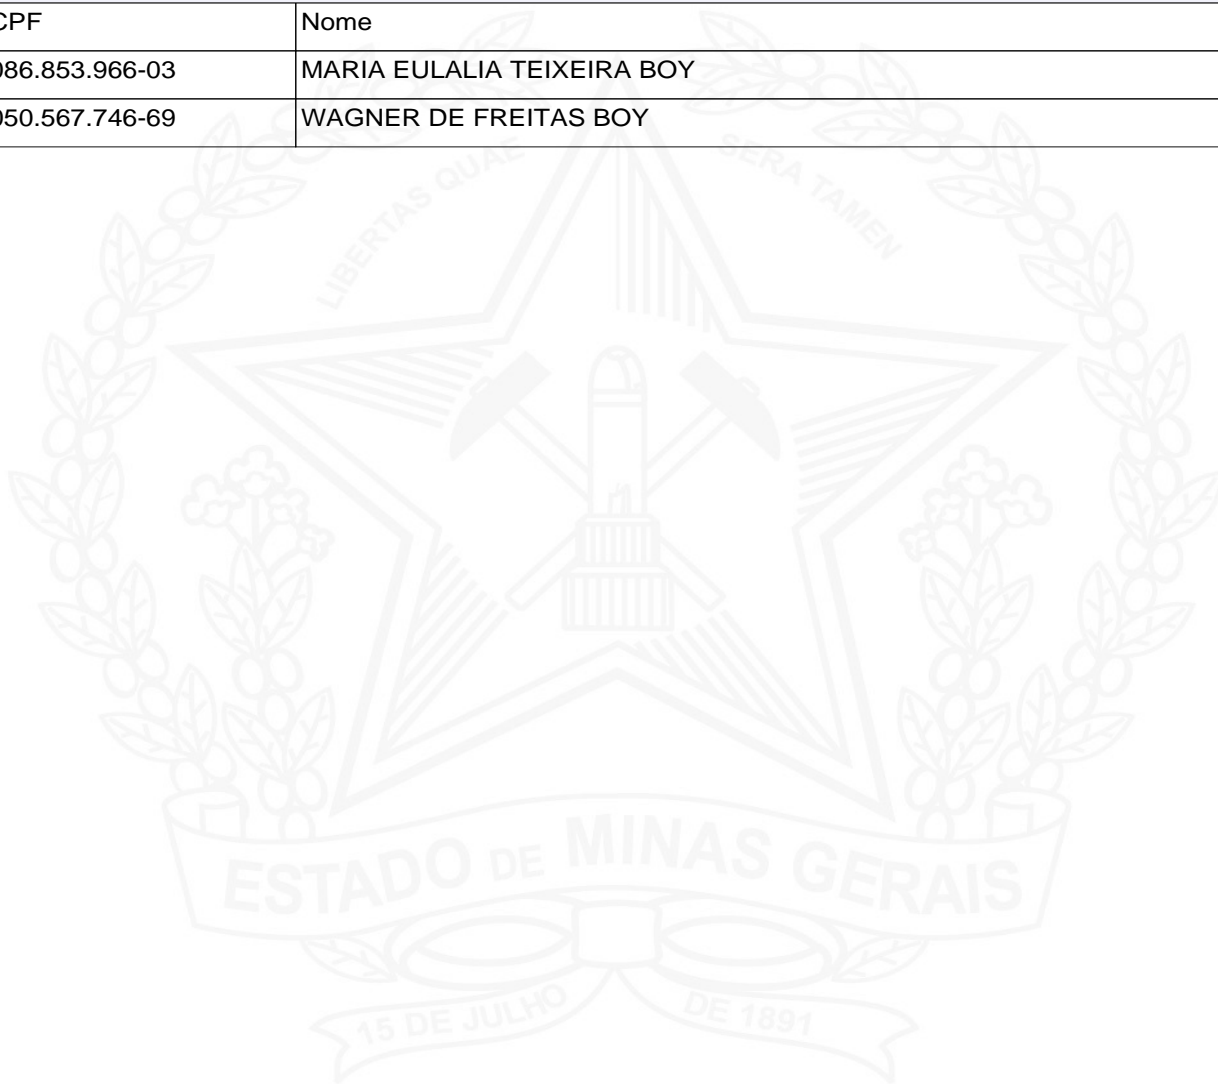 CPF Nome
086.853.966-03 MARIA EULALIA TEIXEIRA BOY
050.567.746-69 WAGNER DE FREITAS BOY
LIBERTAS QUAE SERA TAMEN
ESTADO DE MINAS GERAIS
15 DE JULHO DE 1891